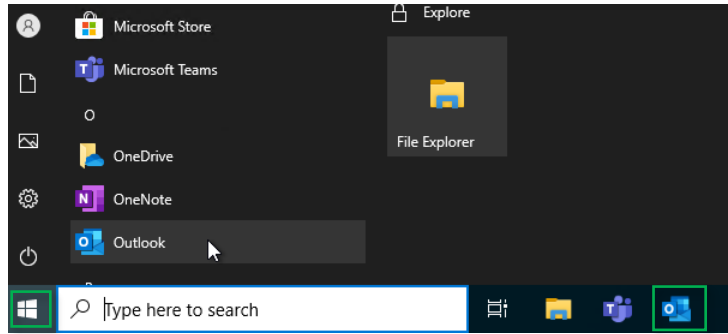 Microsoft Store
Microsoft Teams
O
OneDrive
OneNote
Outlook
Explore
File Explorer
Type here to search